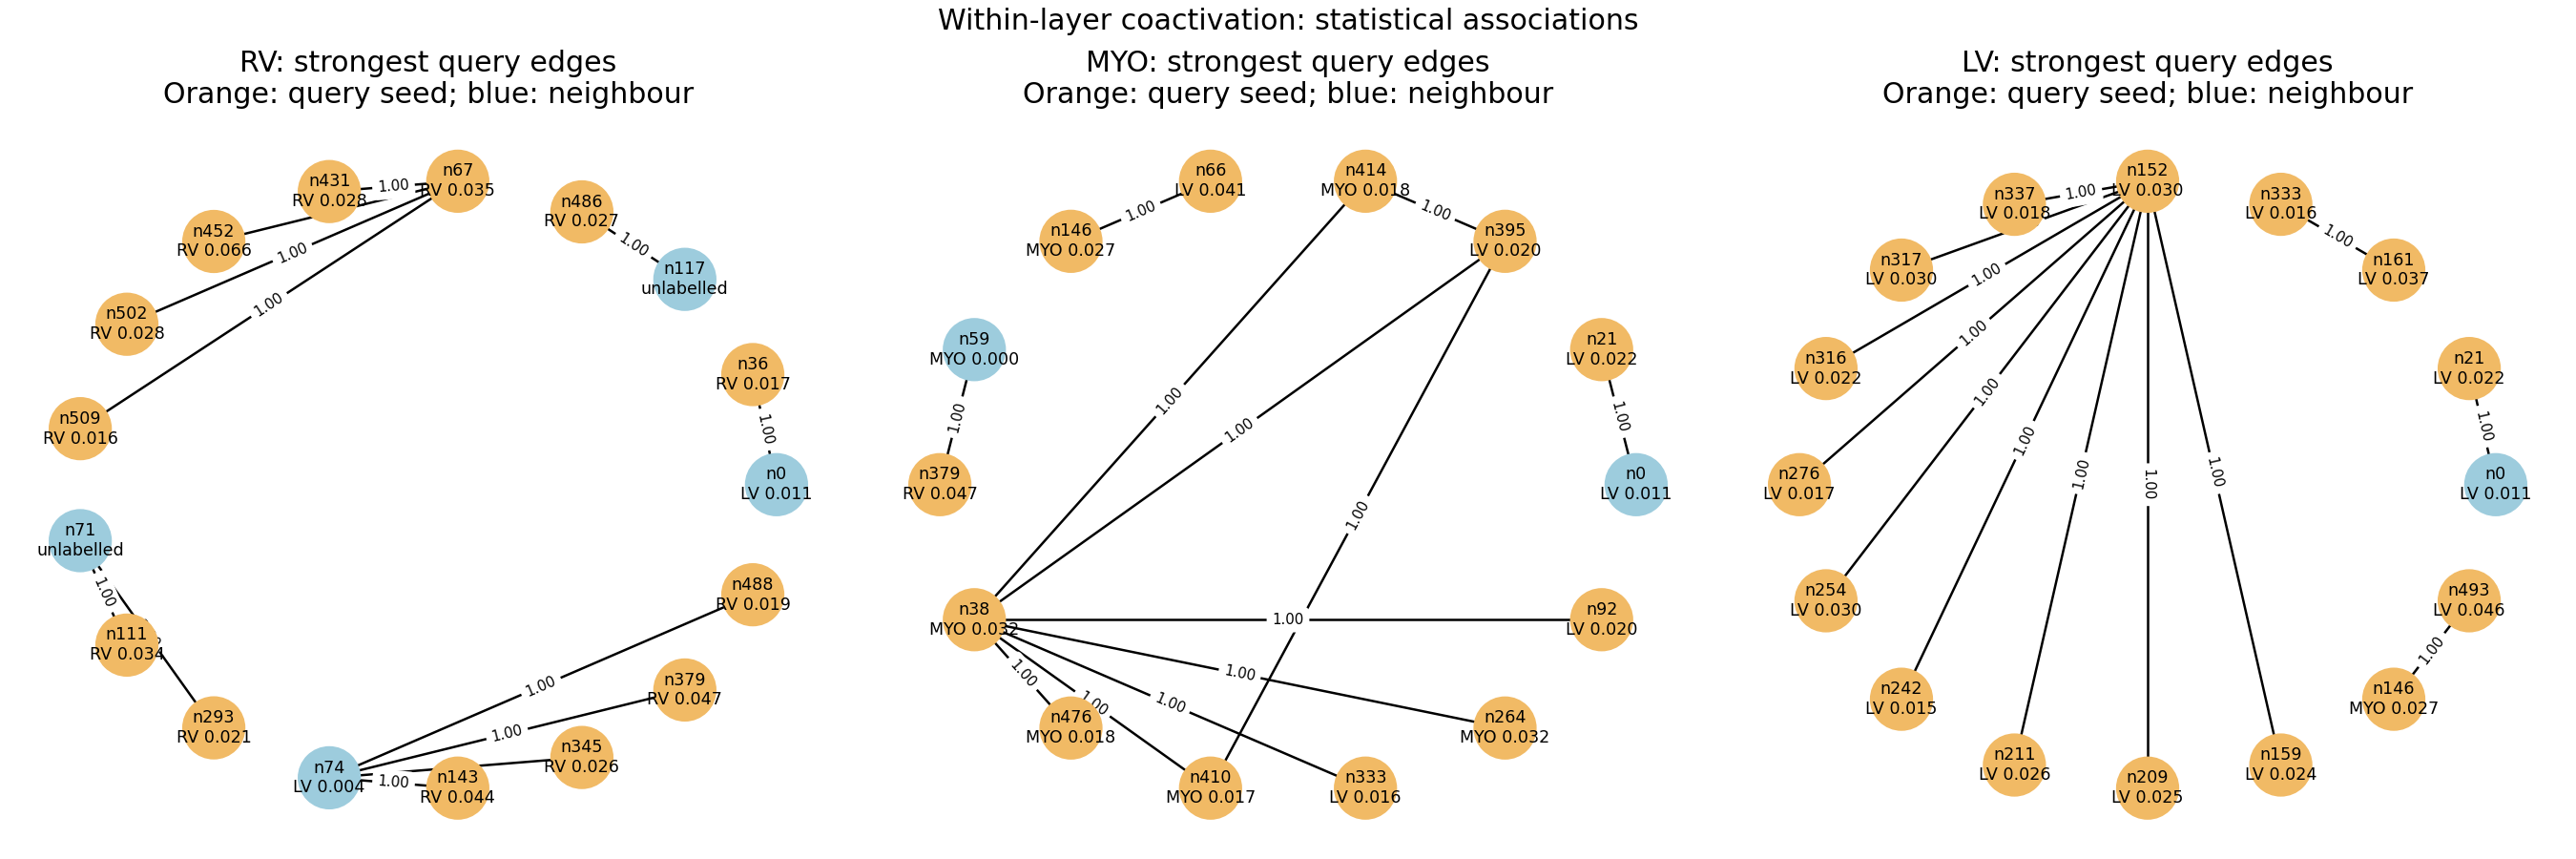 Within-layer coactivation: statistical associations
RV: strongest query edges
Orange: query seed; blue: neighbour
n67
RV 0.035
n431
RV 0.028
1.00
n452
RV 0.066
n502
RV 0.028
1.00
n509
RV 0.016
1.00
n486
RV 0.027
1.00
n117
unlabelled
n36
RV 0.017
1.00
n0
LV 0.011
n71
unlabelled
1.00
n111
RV 0.034
n293
RV 0.021
n488
RV 0.019
1.00
n379
RV 0.047
1.00
n345
RV 0.026
n74
LV 0.004
1.00
n143
RV 0.044
MYO: strongest query edges
Orange: query seed; blue: neighbour
n66
LV 0.041
1.00
n146
MYO 0.027
n414
MYO 0.018
1.00
n395
LV 0.020
n59
MYO 0.000
1.00
n379
RV 0.047
n21
LV 0.022
1.00
n0
LV 0.011
1.00
1.00
1.00
n38
MYO 0.032
1.00
n92
LV 0.020
1.00
n264
MYO 0.032
1.00
n476
MYO 0.018
1.00
n410
MYO 0.017
1.00
n333
LV 0.016
LV: strongest query edges
Orange: query seed; blue: neighbour
n152
LV 0.030
n337
LV 0.018
1.00
n317
LV 0.030
n316
LV 0.022
1.00
n276
LV 0.017
1.00
n254
LV 0.030
1.00
n242
LV 0.015
1.00
n211
LV 0.026
1.00
n209
LV 0.025
1.00
n159
LV 0.024
1.00
n333
LV 0.016
1.00
n161
LV 0.037
n21
LV 0.022
1.00
n0
LV 0.011
n493
LV 0.046
1.00
n146
MYO 0.027